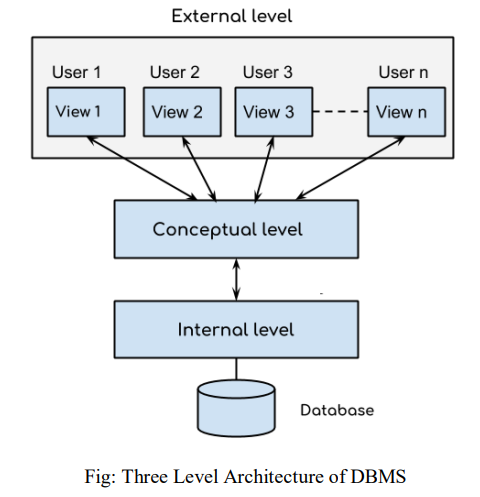 External level
User 1 User 2 User 3 User n
View 1 View 2 View 3 View n
Conceptual level
Internal level
Database
Fig: Three Level Architecture of DBMS